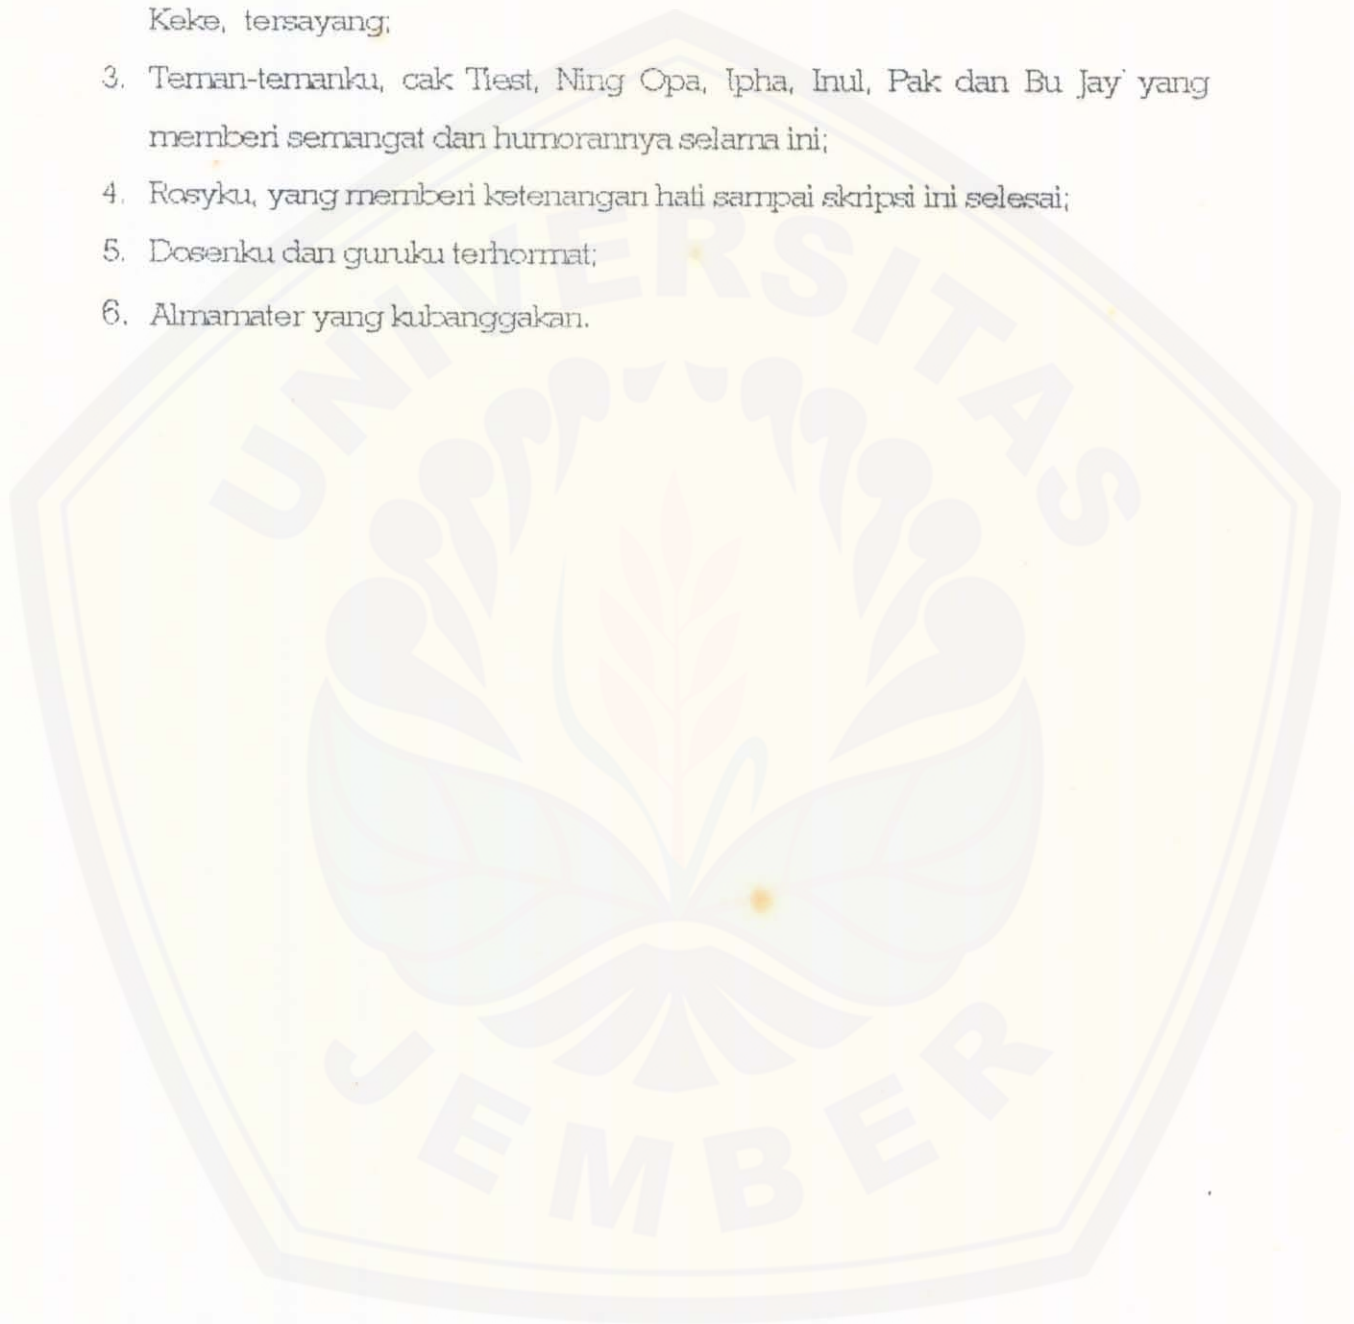 Keke, tersayang;
3. Teman-temanku, cak Tiest, Ning Opa, Ipha, Inul, Pak dan Bu Jay' yang
memberi semangat dan humorannya selama ini;
4. Rosyku, yang memberi ketenangan hati sampai skripsi ini selesai;
5. Dosenku dan guruku terhormat;
6. Almamater yang kubanggakan.
UNIVERSITAS
JEMBER